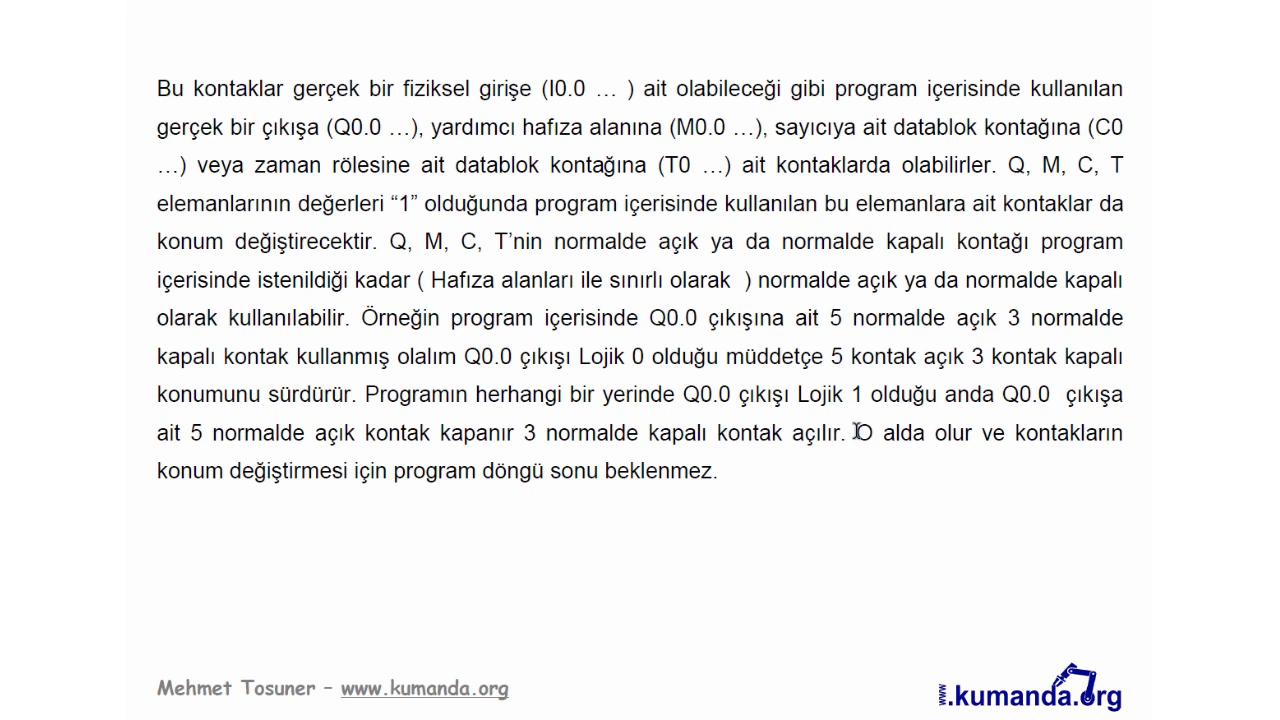 Bu kontaklar gerçek bir fiziksel girişe (I0.0 … ) ait olabileceği gibi program içerisinde kullanılan
gerçek bir çıkışa (Q0.0 …), yardımcı hafıza alanına (M0.0 …), sayıcıya ait datablok kontağına (C0
…) veya zaman rölesine ait datablok kontağına (T0 …) ait kontaklarda olabilirler. Q, M, C, T
elemanlarının değerleri “1” olduğunda program içerisinde kullanılan bu elemanlara ait kontaklar da
konum değiştirecektir. Q, M, C, T’nin normalde açık ya da normalde kapalı kontağı program
içerisinde istenildiği kadar ( Hafıza alanları ile sınırlı olarak  ) normalde açık ya da normalde kapalı
olarak kullanılabilir. Örneğin program içerisinde Q0.0 çıkışına ait 5 normalde açık 3 normalde
kapalı kontak kullanmış olalım Q0.0 çıkışı Lojik 0 olduğu müddetçe 5 kontak açık 3 kontak kapalı
konumunu sürdürür. Programın herhangi bir yerinde Q0.0 çıkışı Lojik 1 olduğu anda Q0.0  çıkışa
ait 5 normalde açık kontak kapanır 3 normalde kapalı kontak açılır. O alda olur ve kontakların
konum değiştirmesi için program döngü sonu beklenmez.
Mehmet Tosuner – www.kumanda.org
www.kumanda.org